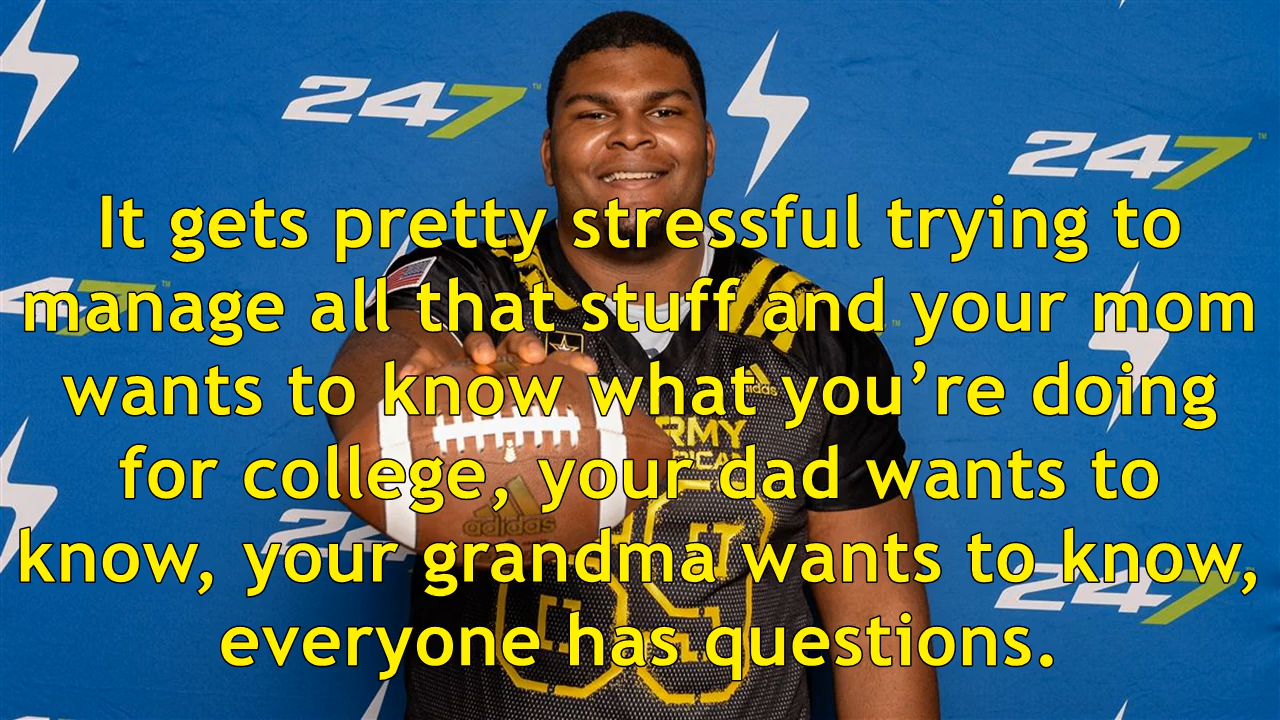 247
247
It gets pretty stressful trying to
manage all that stuff and your mom
wants to know what you’re doing
for college, your dad wants to
know, your grandma wants to know,
everyone has questions.
adidas
adidas
247